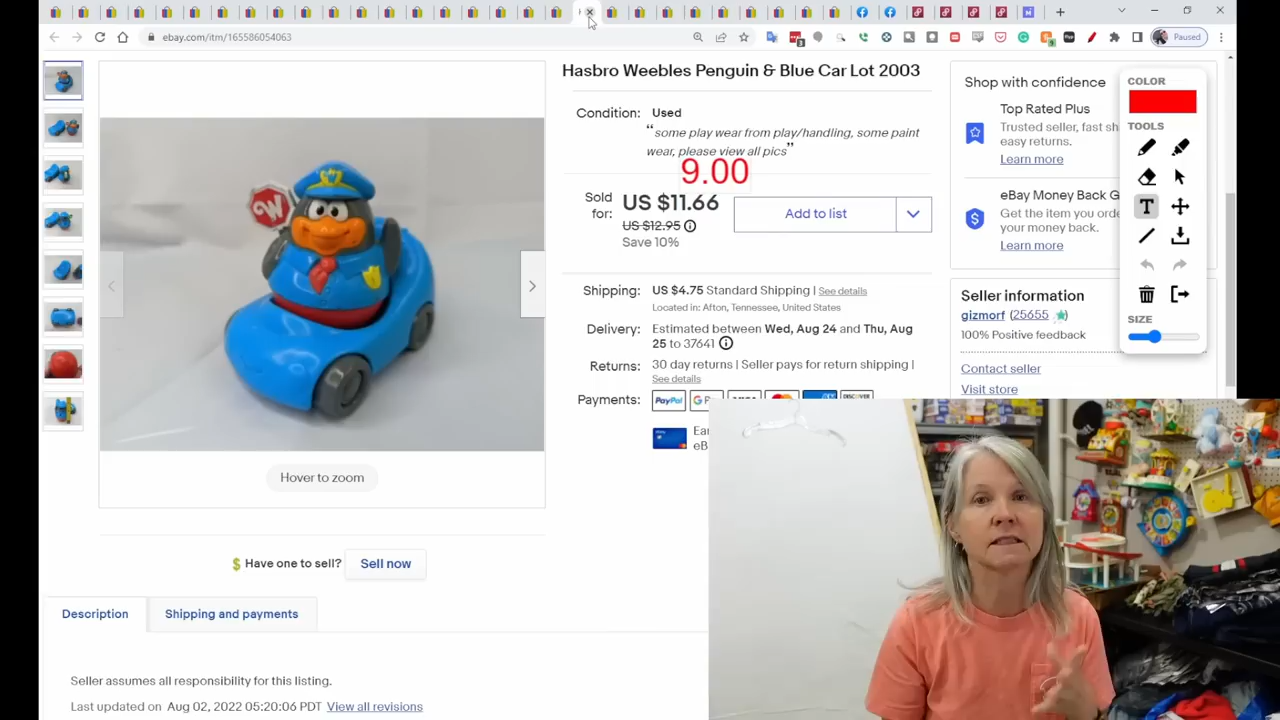 Paused
ebay.com/itm/165586054063
Hasbro Weebles Penguin & Blue Car Lot 2003
Condition: Used
“some play wear from play/handling, some paint
wear, please view all pics”
9.00
Sold
for:
US $11.66
US $12.95
Save 10%
Add to list
Shipping: US $4.75 Standard Shipping | See details
Located in: Afton, Tennessee, United States
Delivery: Estimated between Wed, Aug 24 and Thu, Aug
25 to 37641
Returns: 30 day returns | Seller pays for return shipping |
See details
Payments:
PayPal
DISCOVER
Ear
eB
W
Hover to zoom
Have one to sell?
Sell now
Description
Shipping and payments
Seller assumes all responsibility for this listing.
Last updated on Aug 02, 2022 05:20:06 PDT View all revisions
Shop with confidence
Top Rated Plus
Trusted seller, fast sh
easy returns.
Learn more
eBay Money Back G
Get the item you orde
your money back.
Learn more
Seller information
gizmorf (25655
100% Positive feedback
Contact seller
Visit store
COLOR
TOOLS
T
SIZE